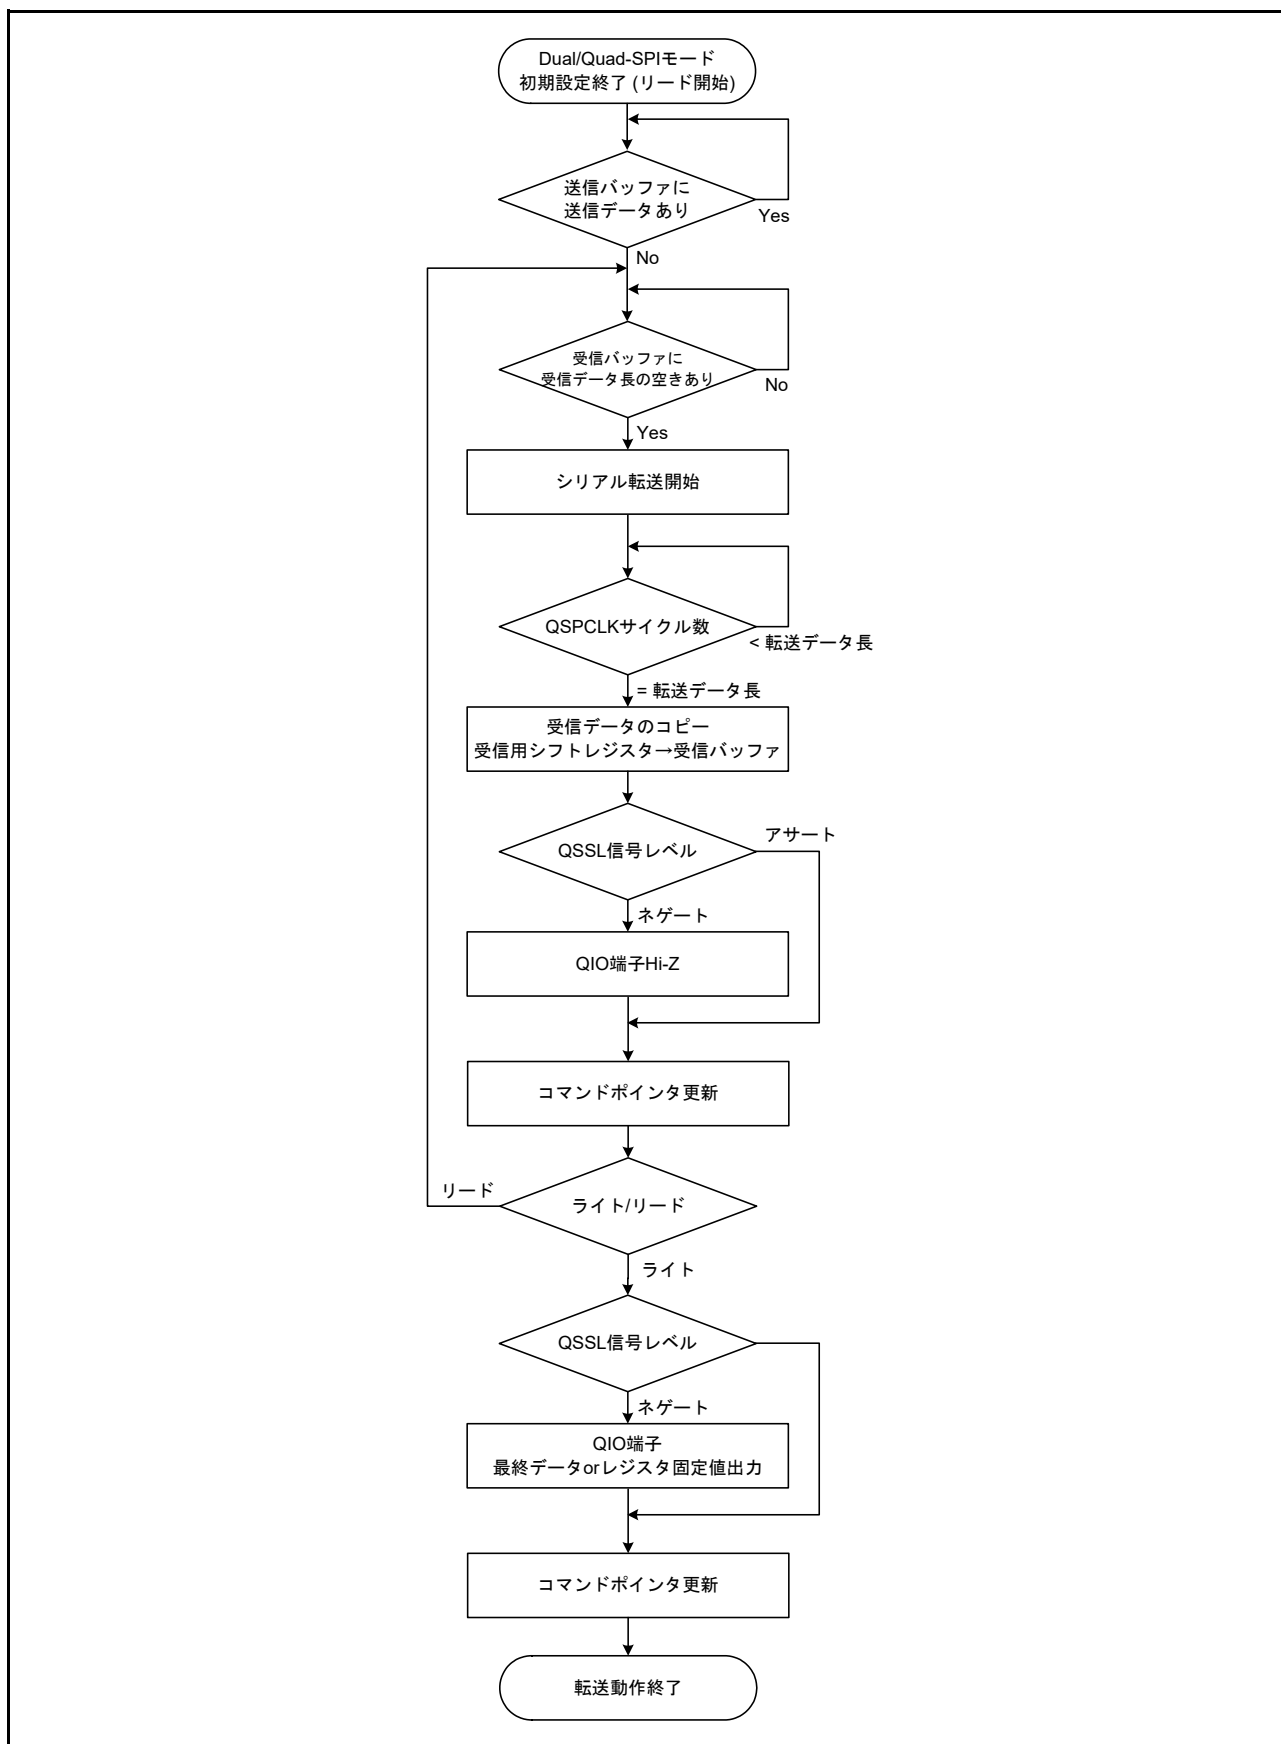 Dual/Quad-SPIモード
初期設定終了 (リード開始)
送信バッファに
送信データあり
Yes
No
受信バッファに
受信データ長の空きあり
No
Yes
シリアル転送開始
QSPCLKサイクル数
< 転送データ長
= 転送データ長
受信データのコピー
受信用シフトレジスタ→受信バッファ
アサート
QSSL信号レベル
ネゲート
QIO端子Hi-Z
コマンドポインタ更新
リード
ライト/リード
ライト
QSSL信号レベル
ネゲート
QIO端子
最終データorレジスタ固定値出力
コマンドポインタ更新
転送動作終了